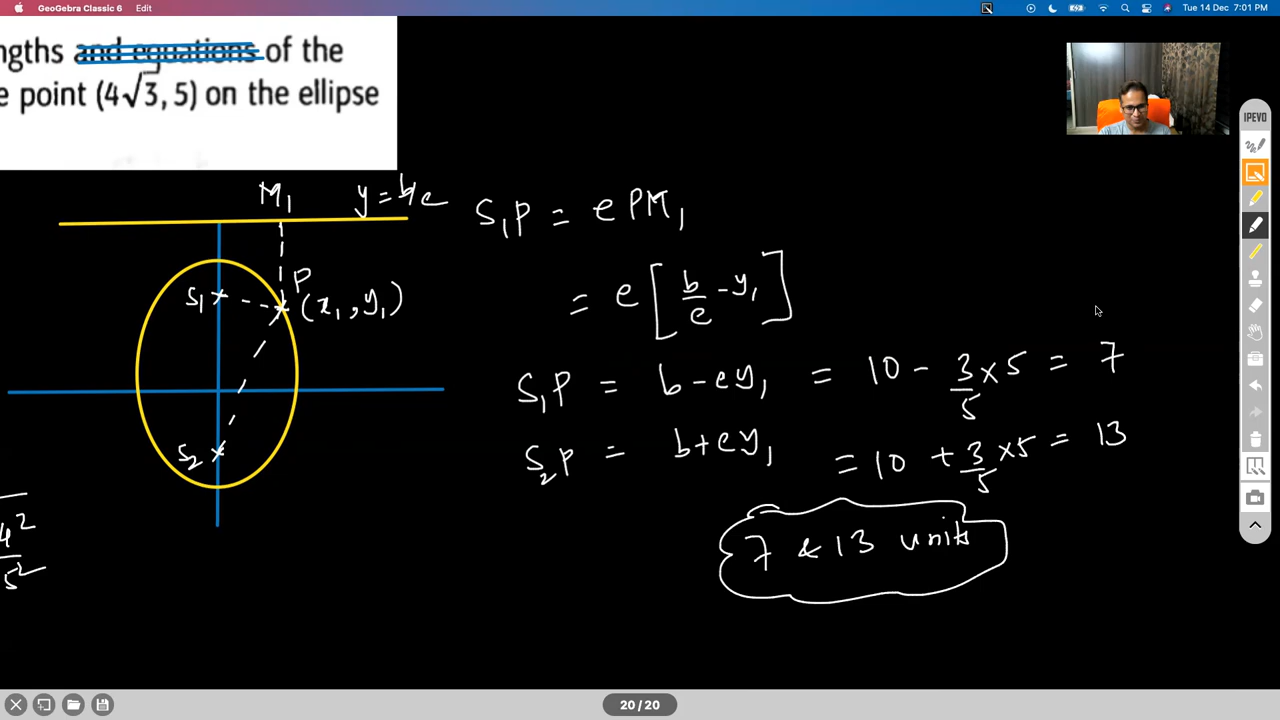 GeoGebra Classic 6 Edit
Tue 14 Dec 7:01 PM
ngths and equations of the
e point (4√3, 5) on the ellipse
IPEVO
M₁ y = b/e
S₁P = e PM₁
S₁ P (x₁, y₁)
= e [b/e - y₁]
S₁P = b - ey₁ = 10 - 3/5 × 5 = 7
S₂
S₂P = b + ey₁ = 10 + 3/5 × 5 = 13
4²
5²
7 & 13 units
20 / 20